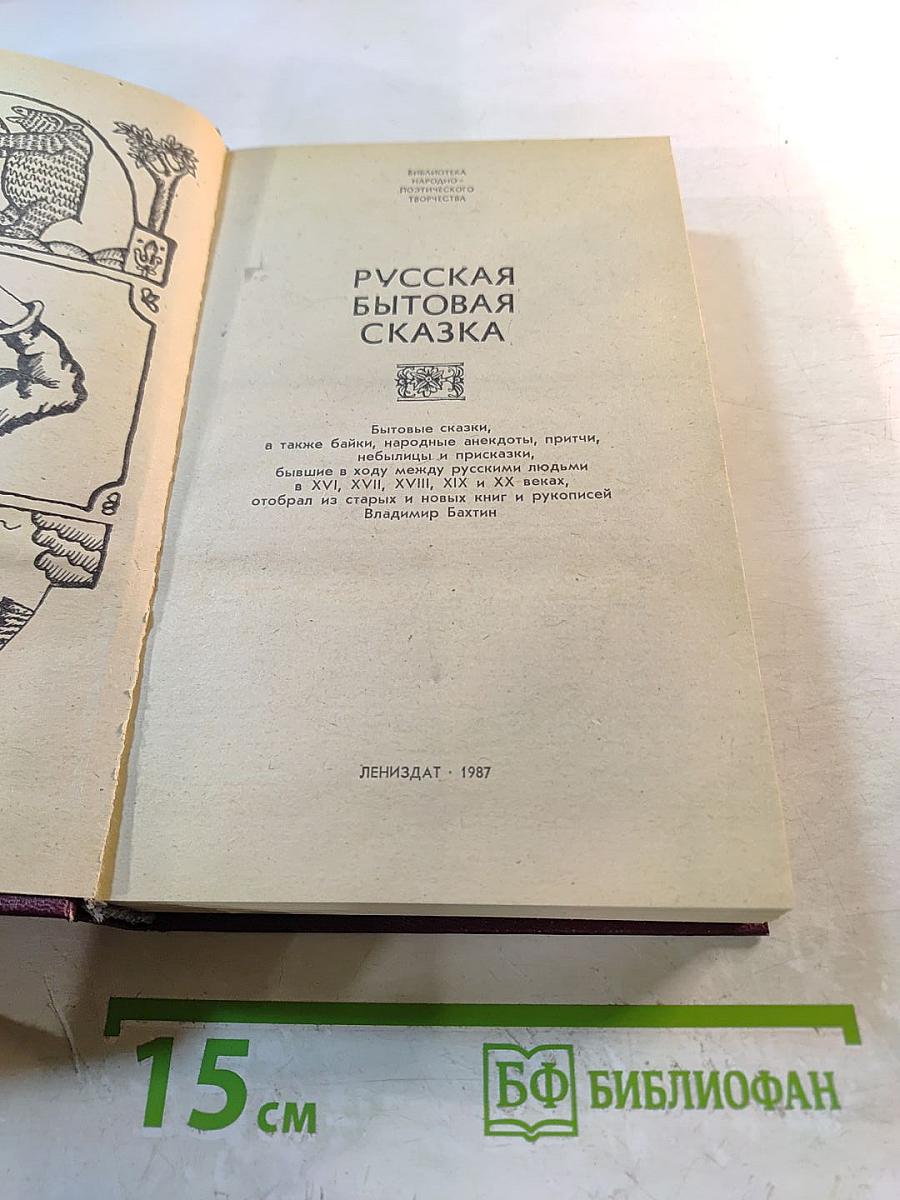 БИБЛИОТЕКА
НАРОДНО-
ПОЭТИЧЕСКОГО
ТВОРЧЕСТВА
РУССКАЯ
БЫТОВАЯ
СКАЗКА
Бытовые сказки,
а также байки, народные анекдоты, притчи,
небылицы и присказки,
бывшие в ходу между русскими людьми
в XVI, XVII, XVIII, XIX и XX веках,
отобрал из старых и новых книг и рукописей
Владимир Бахтин
ЛЕНИЗДАТ · 1987
15 см
БФ БИБЛИОФАН